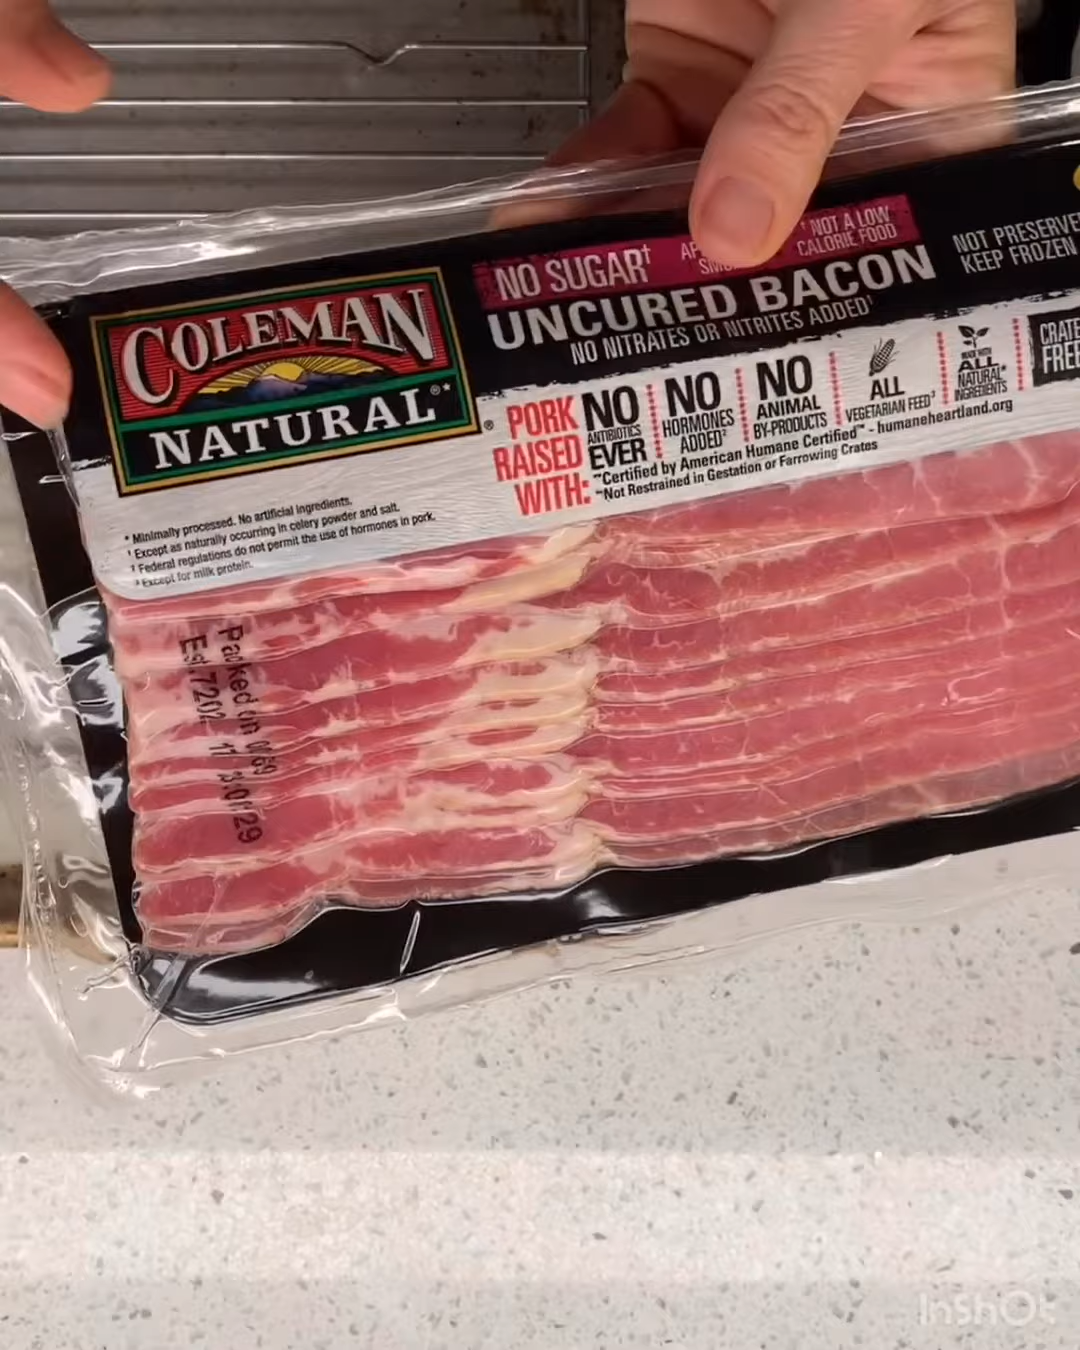 NO SUGAR†
† NOT A LOW
CALORIE FOOD
UNCURED BACON
NO NITRATES OR NITRITES ADDED¹
NOT PRESERVE
KEEP FROZEN
COLEMAN
NATURAL®*
PORK
RAISED
WITH:
NO
ANTIBIOTICS
EVER
NO
HORMONES
ADDED²
NO
ANIMAL
BY-PRODUCTS
ALL
VEGETARIAN FEED³
MADE WITH
ALL
NATURAL*
INGREDIENTS
CRATE
FREE
**Certified by American Humane Certified™ - humaneheartland.org
**Not Restrained in Gestation or Farrowing Crates
* Minimally processed. No artificial ingredients.
¹ Except as naturally occurring in celery powder and salt.
² Federal regulations do not permit the use of hormones in pork.
³ Except for milk protein.
Packed in
Est.
InShOt